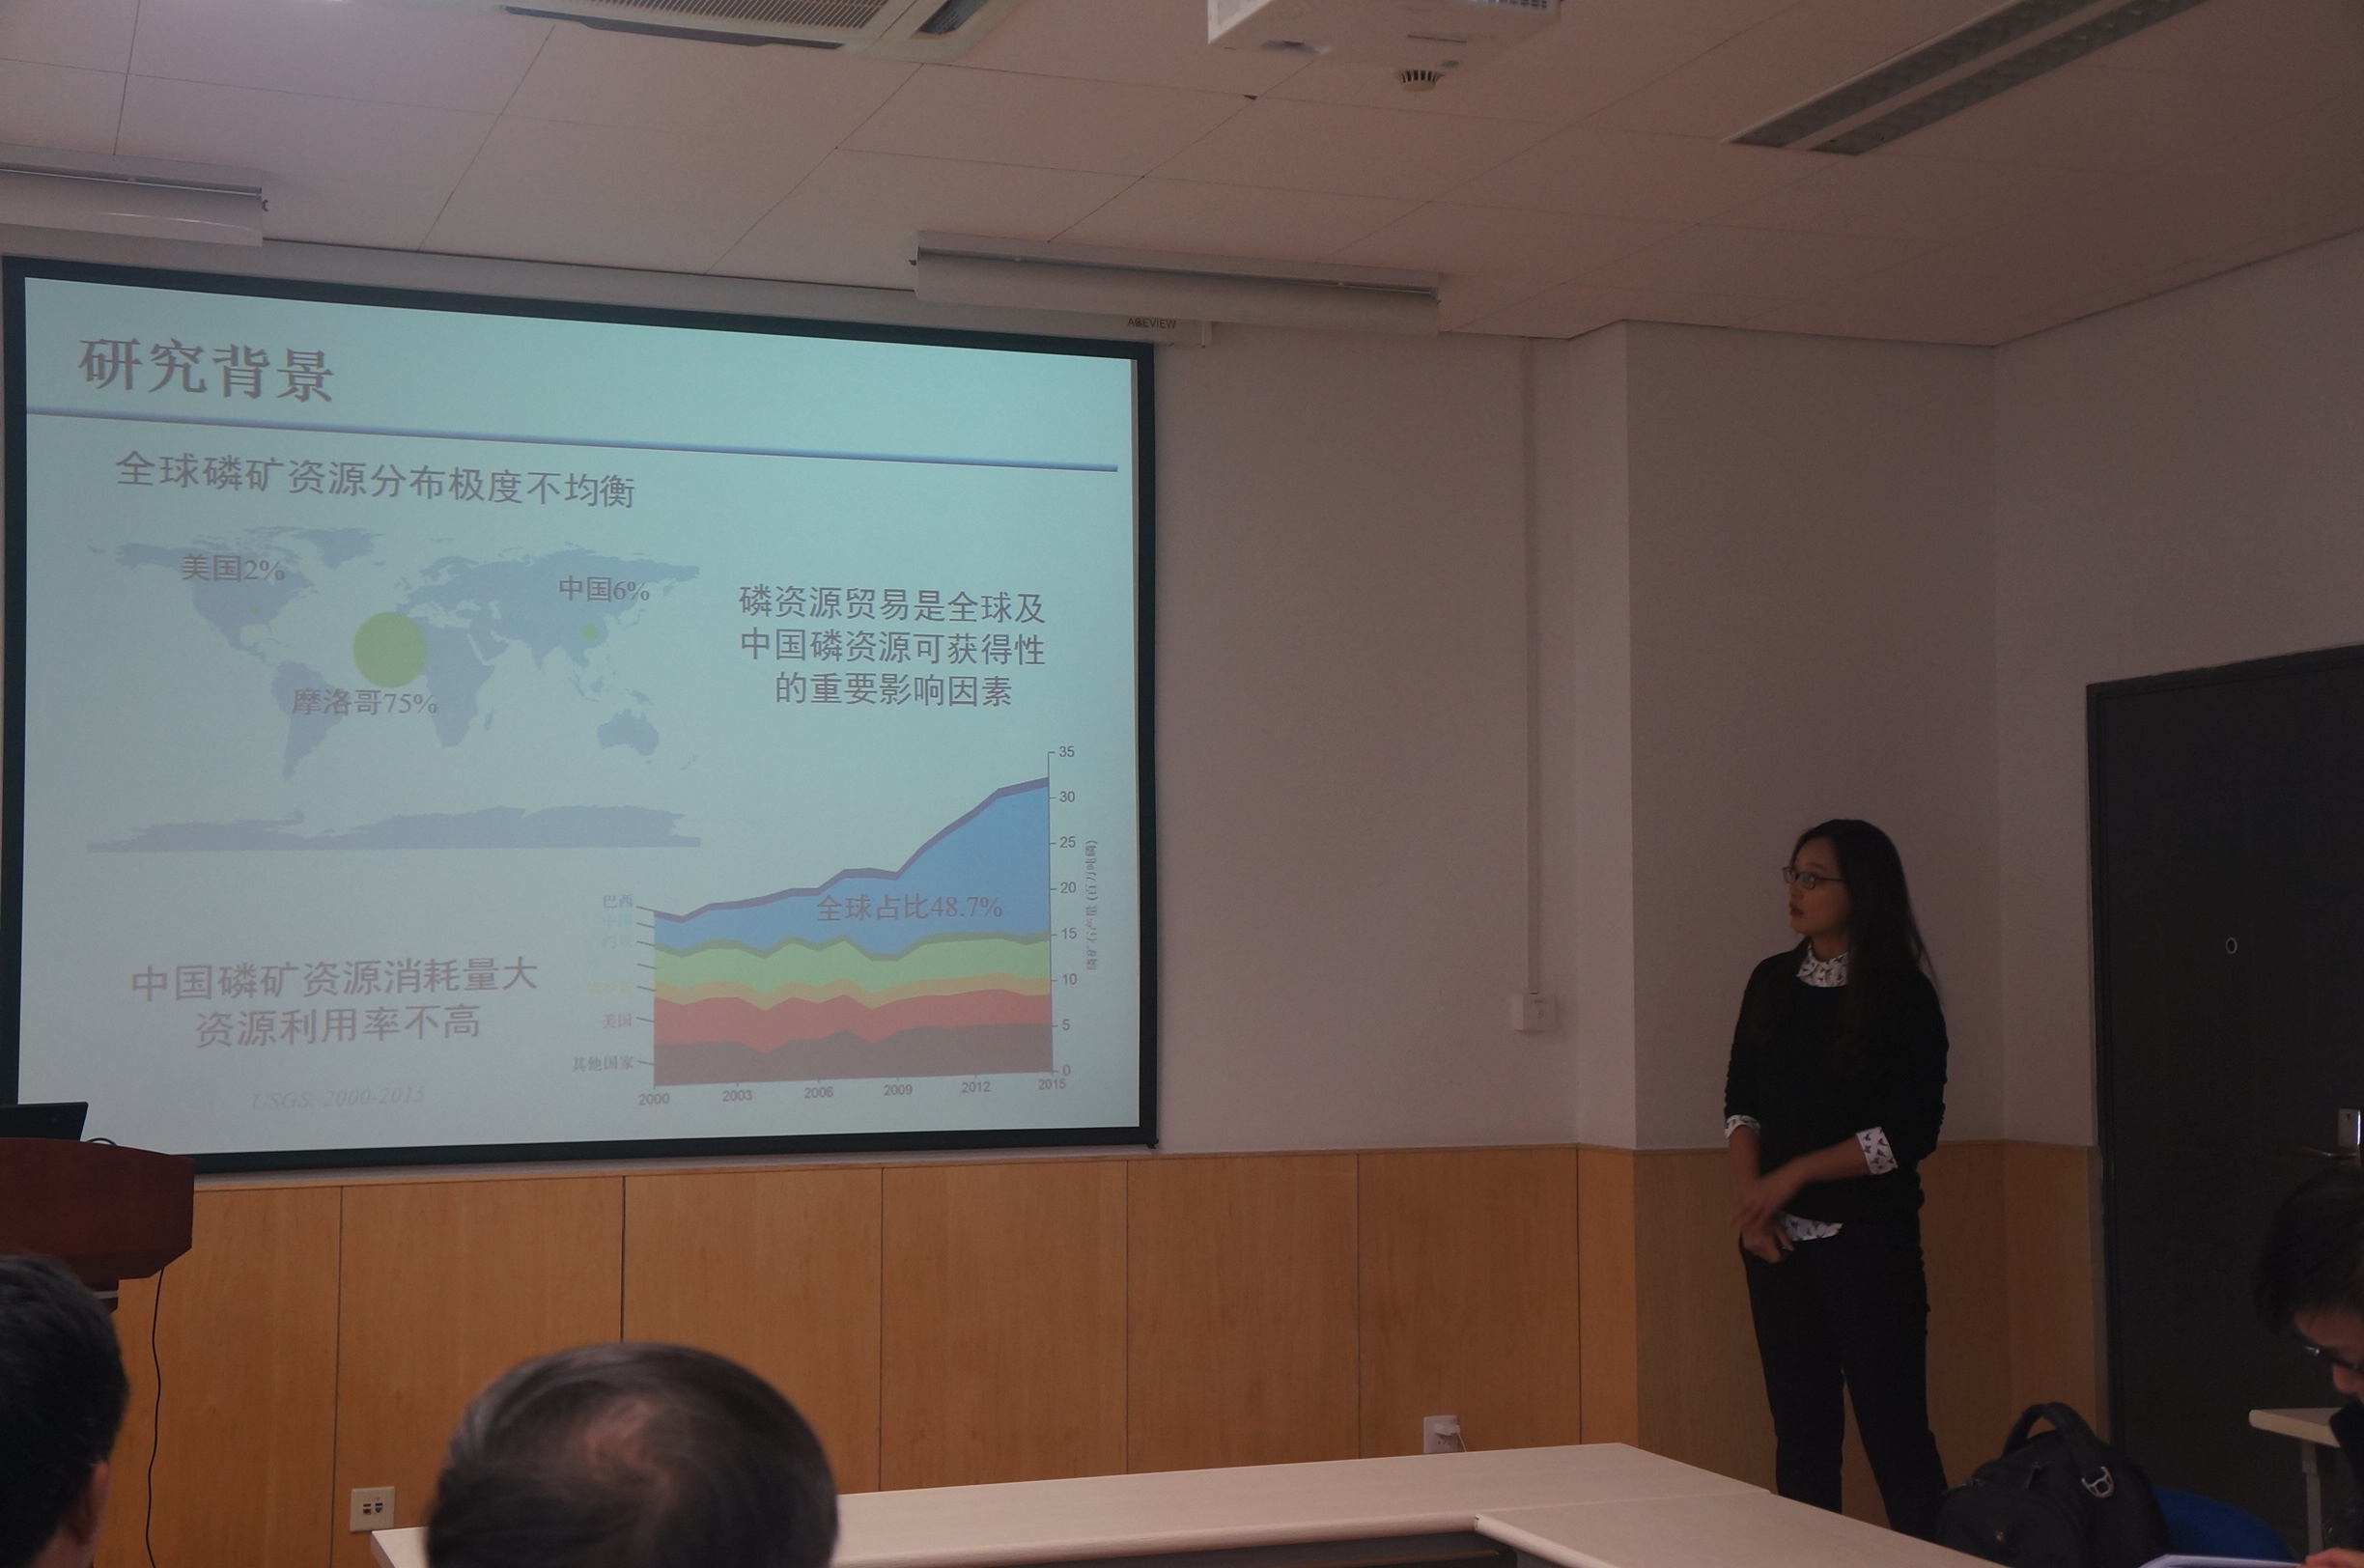 ACEVIEW
研究背景
全球磷矿资源分布极度不均衡
美国2%
中国6%
摩洛哥75%
磷资源贸易是全球及
中国磷资源可获得性
的重要影响因素
中国磷矿资源消耗量大
资源利用率不高
USGS, 2000-2015
全球占比48.7%
巴西
中国
约旦
美国
其他国家
35
30
25
20
15
10
5
0
2000
2003
2006
2009
2012
2015